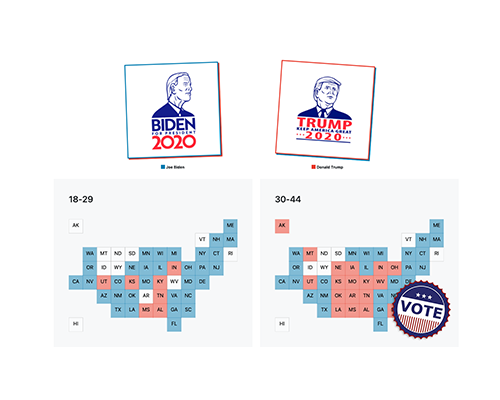 BIDEN
FOR PRESIDENT
2020
TRUMP
KEEP AMERICA GREAT
2020
Joe Biden
Donald Trump
18-29
AK ME
VT NH MA
WA MT ND SD MN WI MI NY CT RI
OR ID WY NE IA IL IN OH PA NJ
CA NV UT CO KS MO KY WV MD DE
AZ NM OK AR TN VA NC
TX LA MS AL GA SC
HI FL
30-44
AK ME
VT NH MA
WA MT ND SD MN WI MI NY CT RI
OR ID WY NE IA IL IN OH PA NJ
CA NV UT CO KS MO KY WV MD DE
AZ NM OK AR TN VA
TX LA MS AL GA
HI FL
VOTE